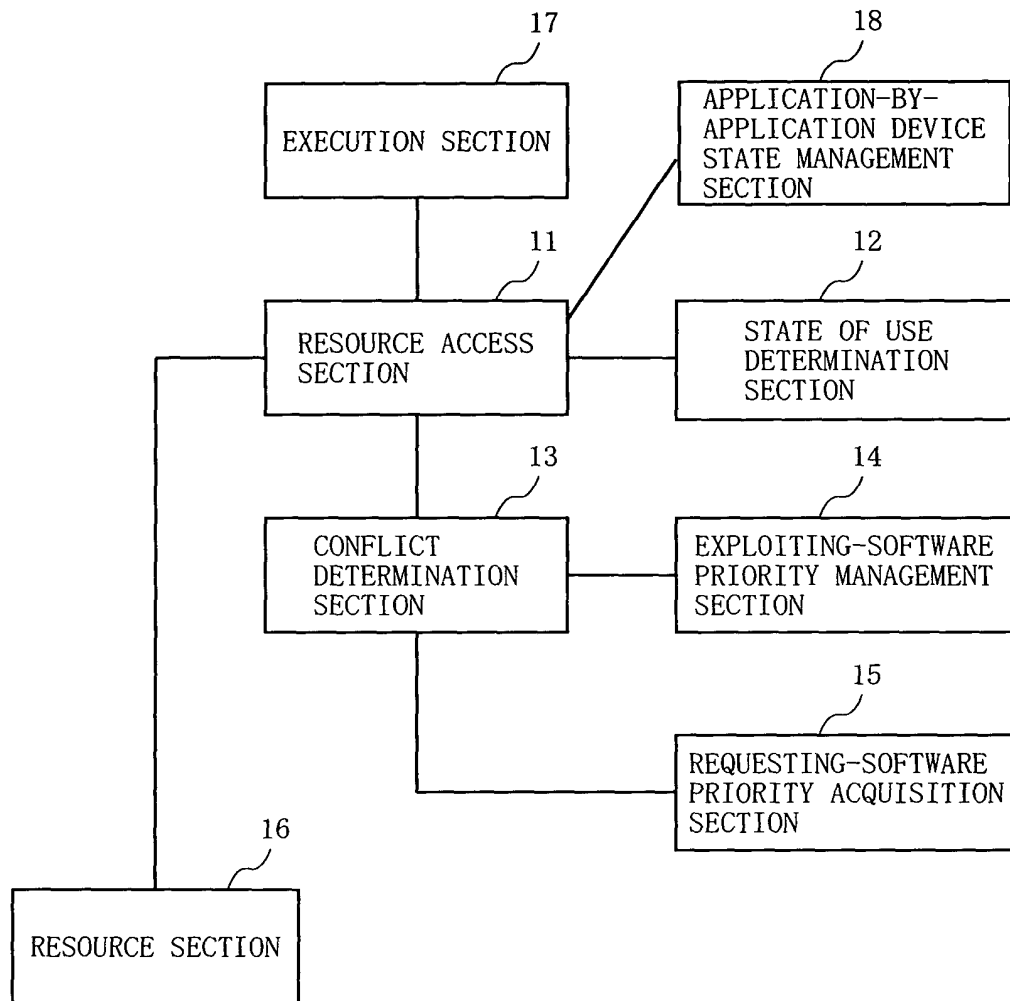 17
18
EXECUTION SECTION
APPLICATION-BY-
APPLICATION DEVICE
STATE MANAGEMENT
SECTION
11
12
RESOURCE ACCESS
SECTION
STATE OF USE
DETERMINATION
SECTION
13
14
CONFLICT
DETERMINATION
SECTION
EXPLOITING-SOFTWARE
PRIORITY MANAGEMENT
SECTION
15
REQUESTING-SOFTWARE
PRIORITY ACQUISITION
SECTION
16
RESOURCE SECTION